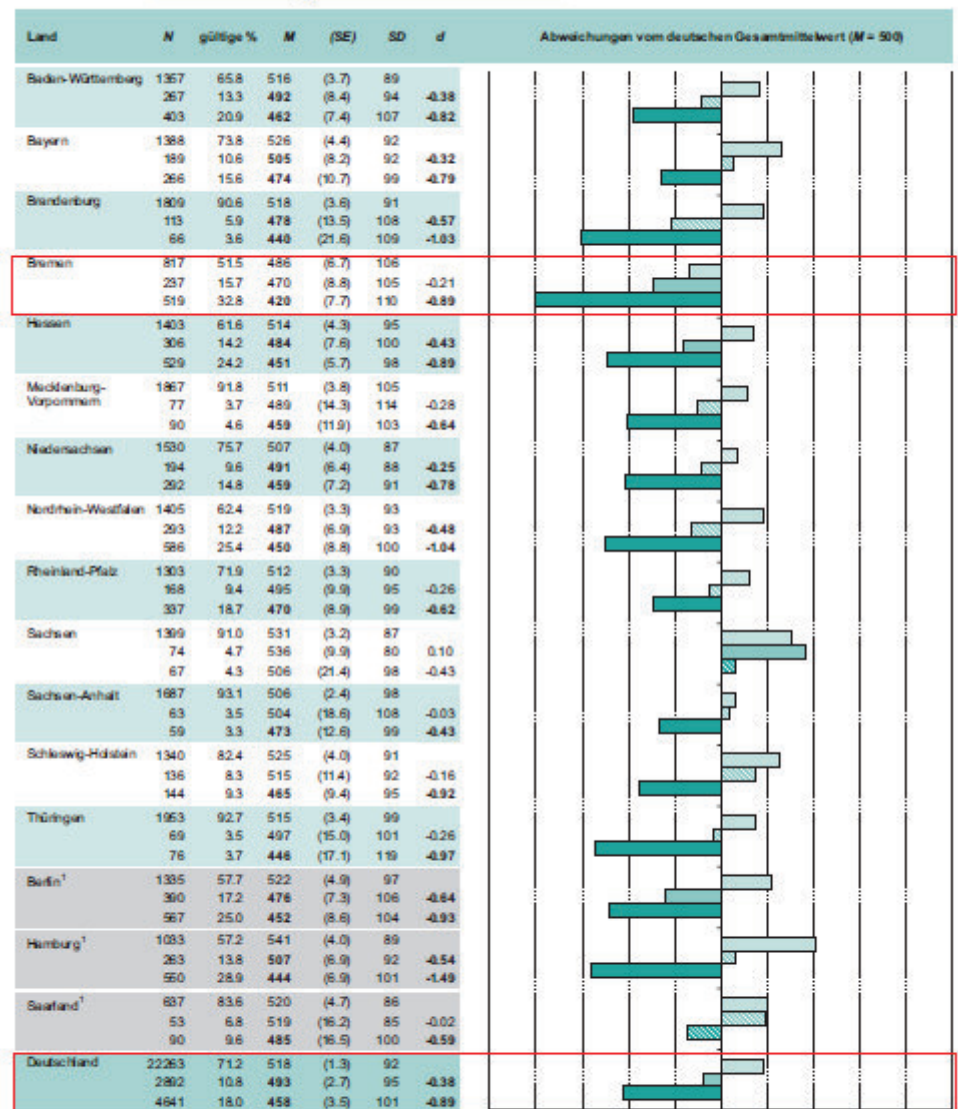 Land N gültige % M (SE) SD d Abweichungen vom deutschen Gesamtmittelwert (M = 500)
Baden-Württemberg 1357 65.8 516 (3.7) 89
267 13.3 492 (8.4) 94 -0.38
403 20.9 462 (7.4) 107 -0.82
Bayern 1388 73.8 526 (4.4) 92
189 10.6 505 (8.2) 92 -0.32
266 15.6 474 (10.7) 99 -0.79
Brandenburg 1809 90.6 518 (3.6) 91
113 5.9 478 (13.5) 108 -0.57
66 3.6 440 (21.6) 109 -1.03
Bremen 817 51.5 486 (6.7) 106
237 15.7 470 (8.8) 105 -0.21
519 32.8 420 (7.7) 110 -0.89
Hessen 1403 61.6 514 (4.3) 95
306 14.2 484 (7.6) 100 -0.43
529 24.2 451 (5.7) 98 -0.89
Mecklenburg- 1867 91.8 511 (3.8) 105
Vorpommern 77 3.7 489 (14.3) 114 -0.28
90 4.6 459 (11.9) 103 -0.64
Niedersachsen 1530 75.7 507 (4.0) 87
194 9.6 491 (6.4) 88 -0.25
292 14.8 459 (7.2) 91 -0.78
Nordrhein-Westfalen 1405 62.4 519 (3.3) 93
293 12.2 487 (6.9) 93 -0.48
586 25.4 450 (8.8) 100 -1.04
Rheinland-Pfalz 1303 71.9 512 (3.3) 90
168 9.4 495 (9.9) 95 -0.26
337 18.7 470 (8.9) 99 -0.62
Sachsen 1399 91.0 531 (3.2) 87
74 4.7 536 (9.9) 80 0.10
67 4.3 506 (21.4) 98 -0.43
Sachsen-Anhalt 1687 93.1 506 (2.4) 98
63 3.5 504 (18.6) 108 -0.03
59 3.3 473 (12.6) 99 -0.43
Schleswig-Holstein 1340 82.4 525 (4.0) 91
136 8.3 515 (11.4) 92 -0.16
144 9.3 465 (9.4) 95 -0.92
Thüringen 1953 92.7 515 (3.4) 99
69 3.5 497 (15.0) 101 -0.26
76 3.7 446 (17.1) 119 -0.97
Berlin¹ 1335 57.7 522 (4.9) 97
390 17.2 476 (7.3) 106 -0.64
567 25.0 452 (8.6) 104 -0.93
Hamburg¹ 1033 57.2 541 (4.0) 89
263 13.8 507 (6.9) 92 -0.54
550 28.9 444 (6.9) 101 -1.49
Saarland¹ 637 83.6 520 (4.7) 86
53 6.8 519 (16.2) 85 -0.02
90 9.6 485 (16.5) 100 -0.59
Deutschland 22263 71.2 518 (1.3) 92
2892 10.8 493 (2.7) 95 -0.38
4641 18.0 458 (3.5) 101 -0.89